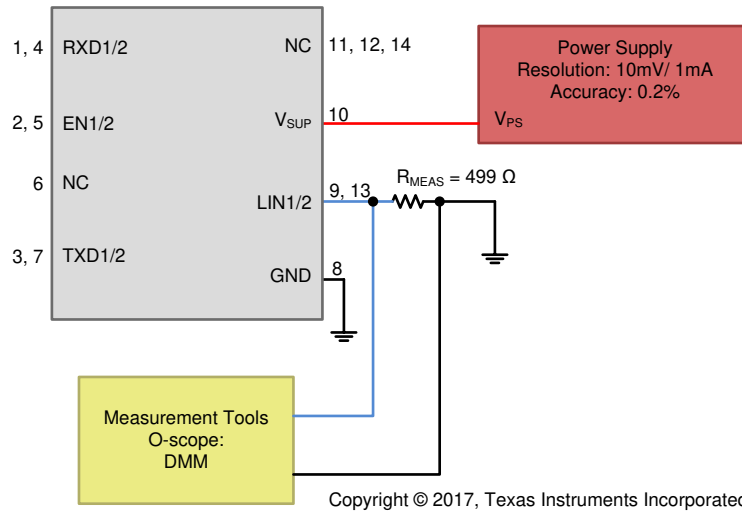 1, 4 RXD1/2 NC 11, 12, 14
Power Supply
Resolution: 10mV/ 1mA
Accuracy: 0.2%
2, 5 EN1/2 VSUP 10 VPS
6 NC
RMEAS = 499 Ω
LIN1/2 9, 13
3, 7 TXD1/2
GND 8
Measurement Tools
O-scope:
DMM
Copyright © 2017, Texas Instruments Incorporated